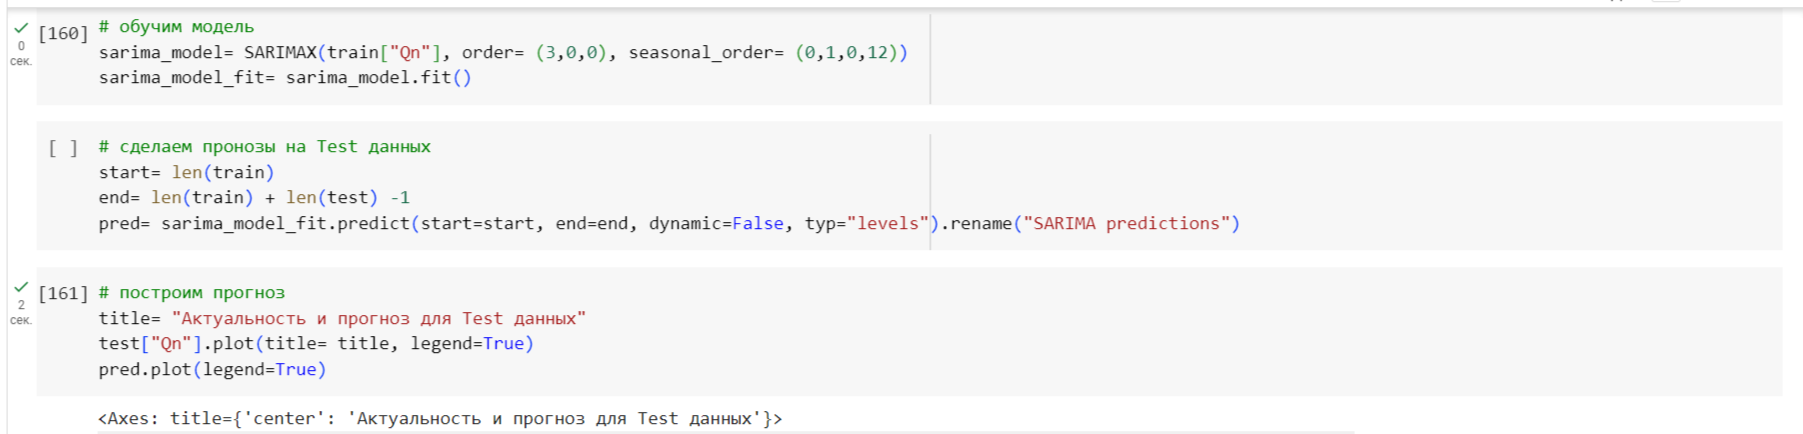 [160] # обучим модель
0
сек.
sarima_model= SARIMAX(train["Qn"], order= (3,0,0), seasonal_order= (0,1,0,12))
sarima_model_fit= sarima_model.fit()
[ ] # сделаем пронозы на Test данных
start= len(train)
end= len(train) + len(test) -1
pred= sarima_model_fit.predict(start=start, end=end, dynamic=False, typ="levels").rename("SARIMA predictions")
[161] # построим прогноз
2
сек.
title= "Актуальность и прогноз для Test данных"
test["Qn"].plot(title= title, legend=True)
pred.plot(legend=True)
<Axes: title={'center': 'Актуальность и прогноз для Test данных'}>